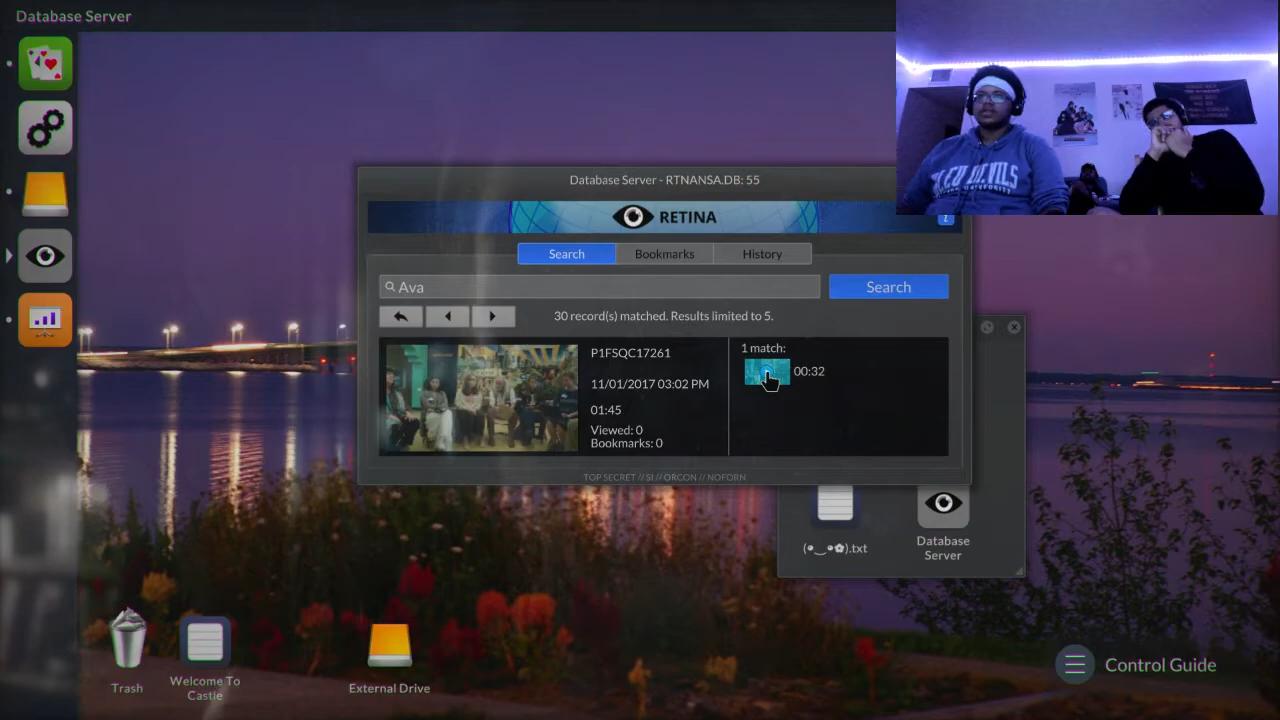 Database Server
Database Server - RTNANSA.DB: 55
RETINA
Search
Bookmarks
History
Ava
Search
30 record(s) matched. Results limited to 5.
P1FSQC17261
11/01/2017 03:02 PM
01:45
Viewed: 0
Bookmarks: 0
1 match:
00:32
TOP SECRET // SI // ORCON // NOFORN
(•‿•✿).txt
Database
Server
Trash
Welcome To
Castle
External Drive
Control Guide